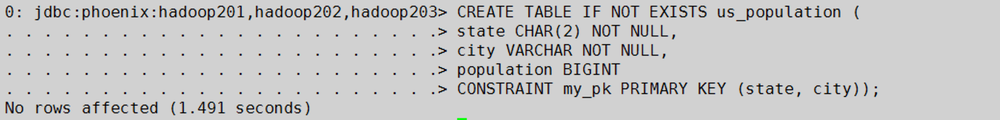 0: jdbc:phoenix:hadoop201,hadoop202,hadoop203> CREATE TABLE IF NOT EXISTS us_population (
. . . . . . . . . . . . . . . . . . . . . . .> state CHAR(2) NOT NULL,
. . . . . . . . . . . . . . . . . . . . . . .> city VARCHAR NOT NULL,
. . . . . . . . . . . . . . . . . . . . . . .> population BIGINT
. . . . . . . . . . . . . . . . . . . . . . .> CONSTRAINT my_pk PRIMARY KEY (state, city));
No rows affected (1.491 seconds)